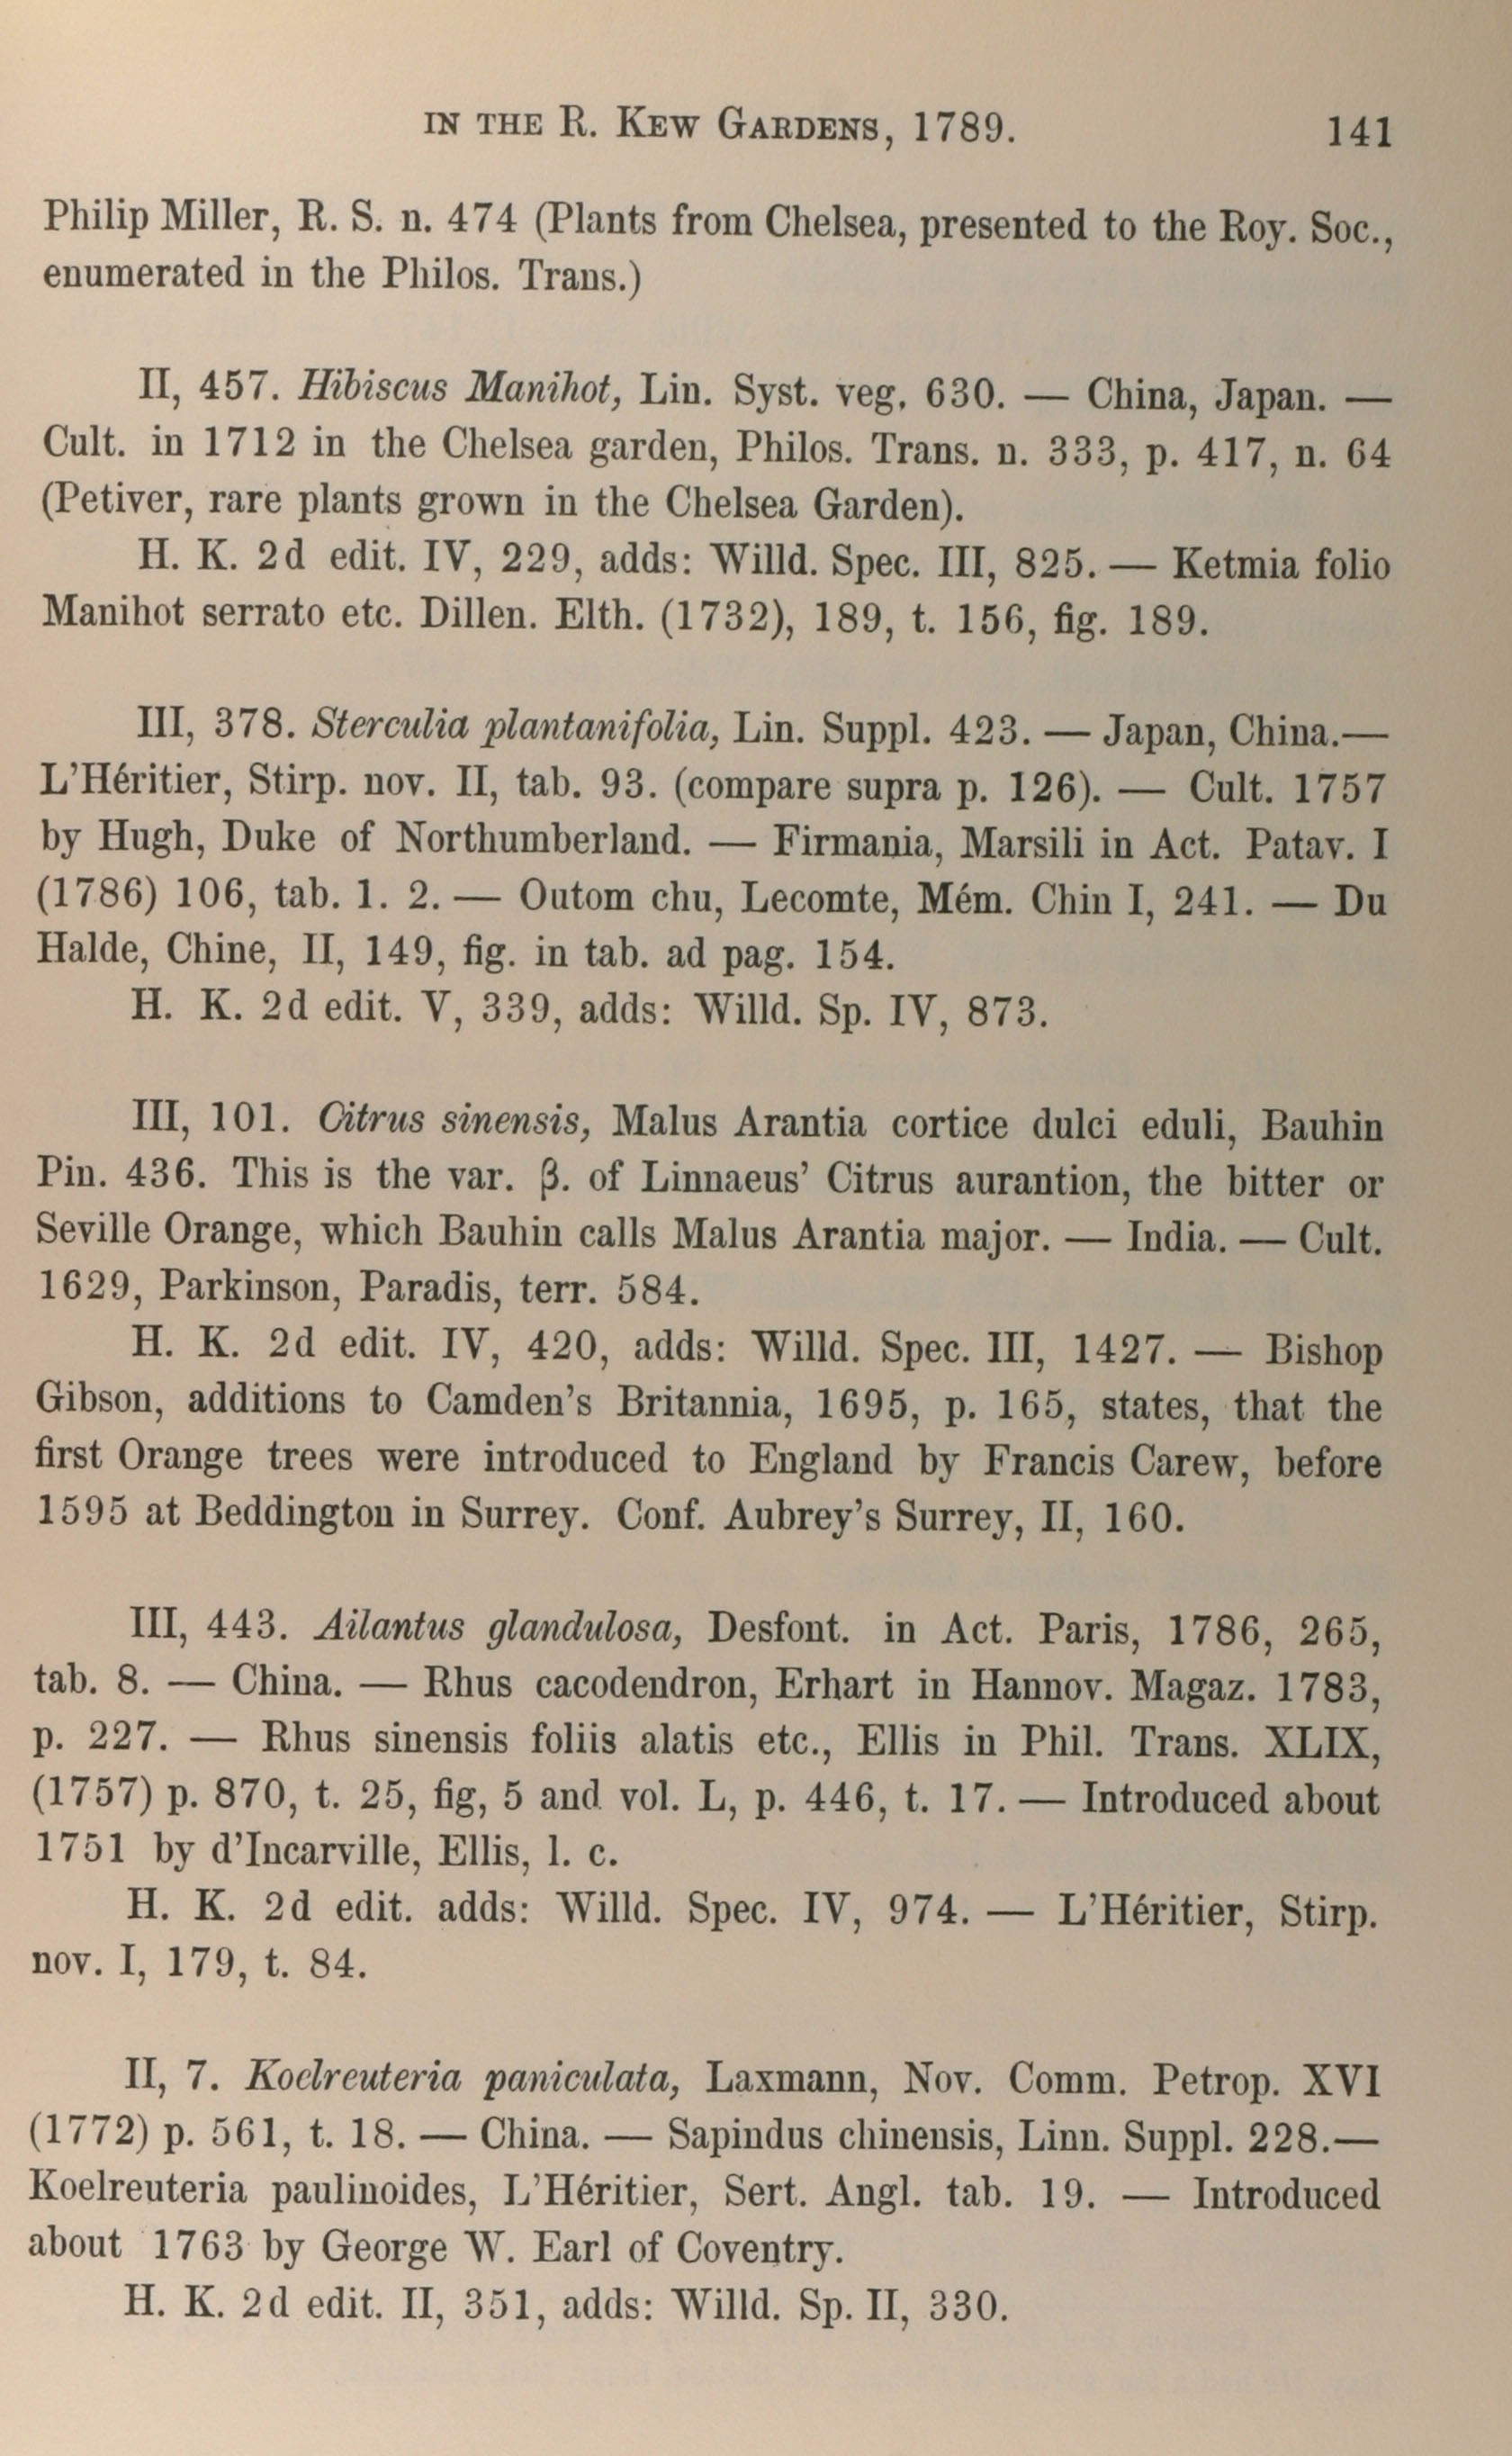 IN THE R. KEW GARDENS, 1789. 141
Philip Miller, R. S. n. 474 (Plants from Chelsea, presented to the Roy. Soc.,
enumerated in the Philos. Trans.)
II, 457. Hibiscus Manihot, Lin. Syst. veg. 630. — China, Japan. —
Cult. in 1712 in the Chelsea garden, Philos. Trans. n. 333, p. 417, n. 64
(Petiver, rare plants grown in the Chelsea Garden).
H. K. 2d edit. IV, 229, adds: Willd. Spec. III, 825. — Ketmia folio
Manihot serrato etc. Dillen. Elth. (1732), 189, t. 156, fig. 189.
III, 378. Sterculia plantanifolia, Lin. Suppl. 423. — Japan, China.—
L'Héritier, Stirp. nov. II, tab. 93. (compare supra p. 126). — Cult. 1757
by Hugh, Duke of Northumberland. — Firmania, Marsili in Act. Patav. I
(1786) 106, tab. 1. 2. — Outom chu, Lecomte, Mém. Chin I, 241. — Du
Halde, Chine, II, 149, fig. in tab. ad pag. 154.
H. K. 2d edit. V, 339, adds: Willd. Sp. IV, 873.
III, 101. Citrus sinensis, Malus Arantia cortice dulci eduli, Bauhin
Pin. 436. This is the var. β. of Linnaeus' Citrus aurantion, the bitter or
Seville Orange, which Bauhin calls Malus Arantia major. — India. — Cult.
1629, Parkinson, Paradis, terr. 584.
H. K. 2d edit. IV, 420, adds: Willd. Spec. III, 1427. — Bishop
Gibson, additions to Camden's Britannia, 1695, p. 165, states, that the
first Orange trees were introduced to England by Francis Carew, before
1595 at Beddington in Surrey. Conf. Aubrey's Surrey, II, 160.
III, 443. Ailantus glandulosa, Desfont. in Act. Paris, 1786, 265,
tab. 8. — China. — Rhus cacodendron, Erhart in Hannov. Magaz. 1783,
p. 227. — Rhus sinensis foliis alatis etc., Ellis in Phil. Trans. XLIX,
(1757) p. 870, t. 25, fig, 5 and vol. L, p. 446, t. 17. — Introduced about
1751 by d'Incarville, Ellis, l. c.
H. K. 2d edit. adds: Willd. Spec. IV, 974. — L'Héritier, Stirp.
nov. I, 179, t. 84.
II, 7. Koelreuteria paniculata, Laxmann, Nov. Comm. Petrop. XVI
(1772) p. 561, t. 18. — China. — Sapindus chinensis, Linn. Suppl. 228.—
Koelreuteria paulinoides, L'Héritier, Sert. Angl. tab. 19. — Introduced
about 1763 by George W. Earl of Coventry.
H. K. 2d edit. II, 351, adds: Willd. Sp. II, 330.